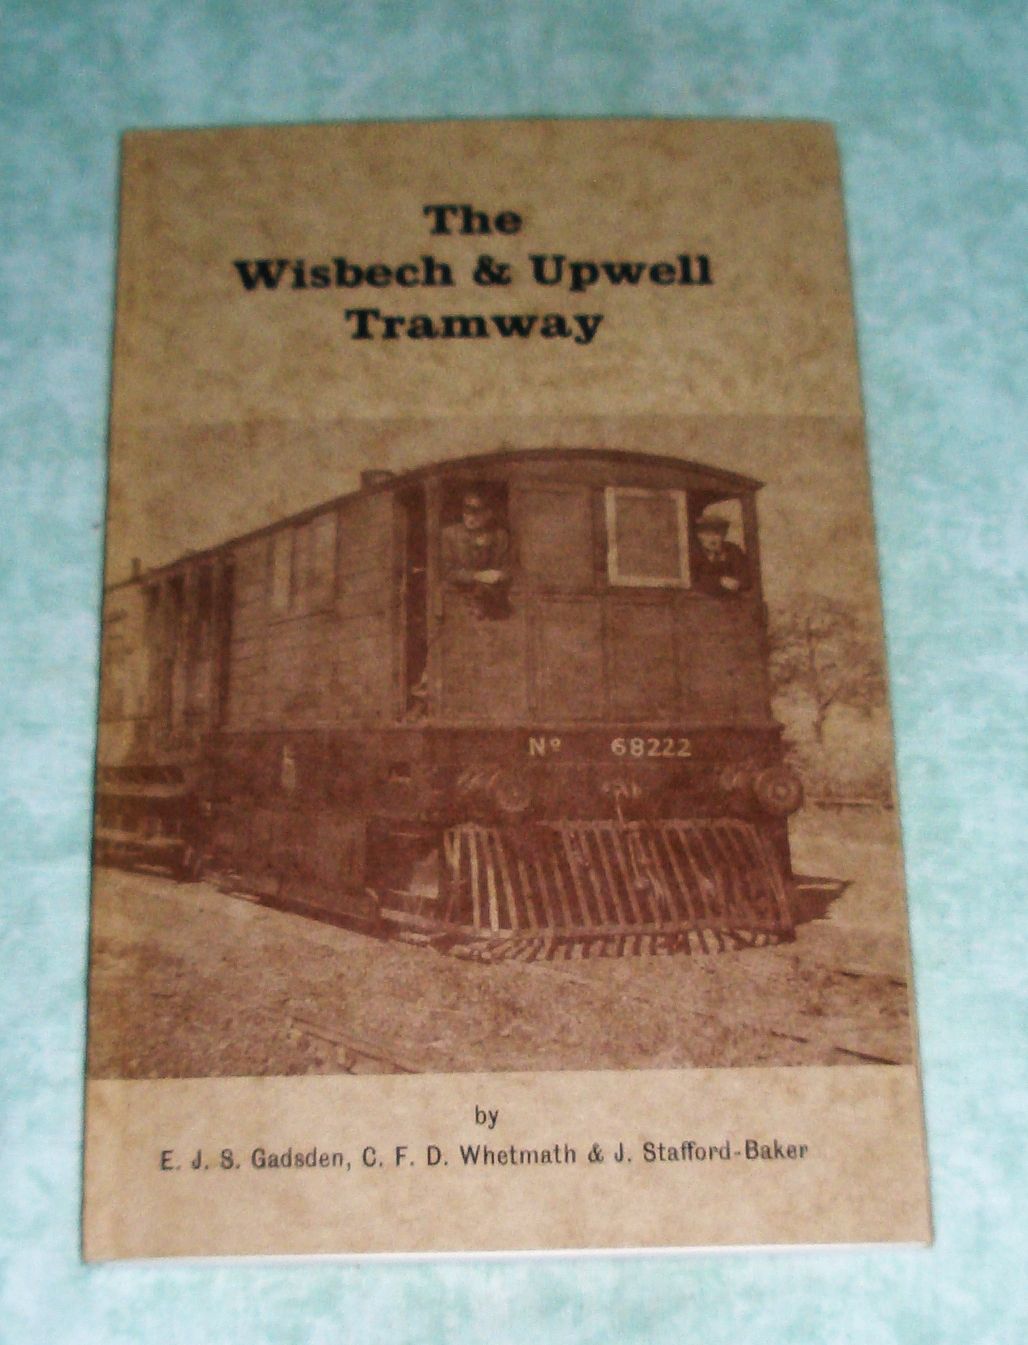 The
Wisbech & Upwell
Tramway
Nº 68222
by
E. J. S. Gadsden, C. F. D. Whetmath & J. Stafford-Baker